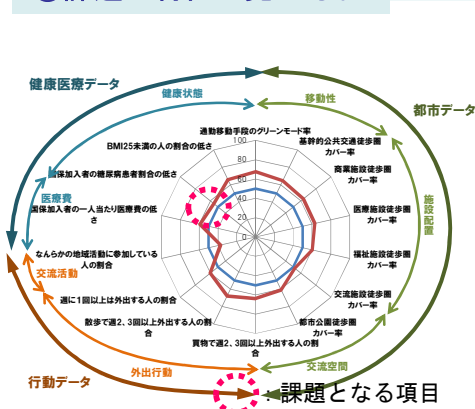 健康医療データ
健康状態
移動性
都市データ
通勤移動手段のグリーンモード率
BMI25未満の人の割合の低さ
基幹的公共交通徒歩圏
カバー率
国保加入者の糖尿病患者割合の低さ
商業施設徒歩圏
カバー率
医療費
国保加入者の一人当たり医療費の低
さ
医療施設徒歩圏
カバー率
施設配置
なんらかの地域活動に参加している
人の割合
福祉施設徒歩圏
カバー率
交流活動
週に1回以上は外出する人の割合
交流施設徒歩圏
カバー率
散歩で週2、3回以上外出する人の割
合
都市公園徒歩圏
カバー率
買物で週2、3回以上外出する人の割
合
100
80
60
40
20
0
外出行動
交流空間
行動データ
：課題となる項目